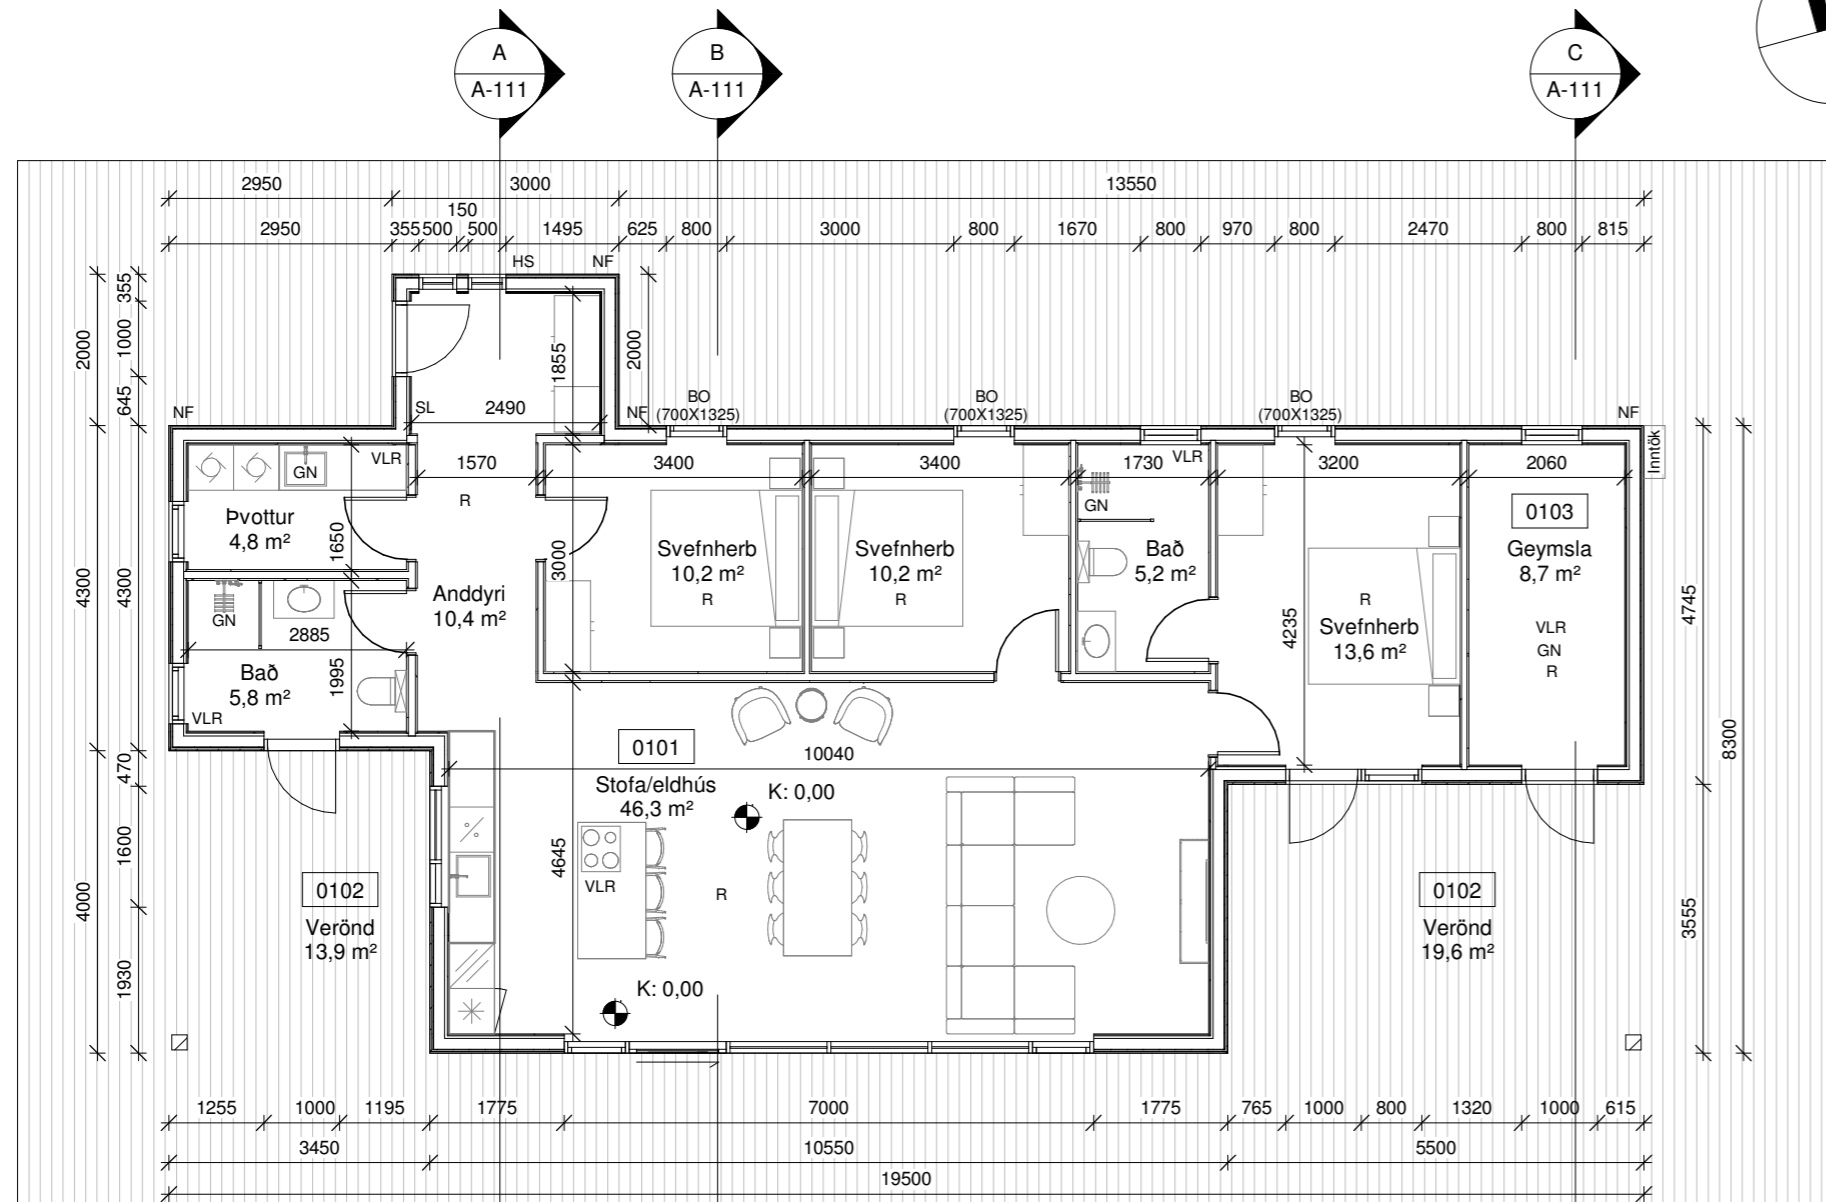 A
A-111
B
A-111
C
A-111
2950
3000
13550
150
2950
355
500
500
1495
625
800
3000
800
1670
800
970
800
2470
800
815
HS
NF
355
1000
645
2000
2000
1855
NF
SL
2490
NF
BO
(700X1325)
BO
(700X1325)
BO
(700X1325)
NF
Inntök
GN
VLR
1570
3400
3400
1730
VLR
3200
2060
R
GN
0103
Þvottur
4,8 m²
1650
3000
Svefnherb
10,2 m²
R
Svefnherb
10,2 m²
R
Bað
5,2 m²
Geymsla
8,7 m²
4300
4300
GN
2885
Anddyri
10,4 m²
4235
R
Svefnherb
13,6 m²
VLR
GN
R
4745
Bað
5,8 m²
1995
VLR
0101
10040
Stofa/eldhús
46,3 m²
K: 0,00
470
8300
1600
4645
VLR
R
4000
0102
Verönd
13,9 m²
0102
Verönd
19,6 m²
3555
1930
K: 0,00
1255
1000
1195
1775
7000
1775
765
1000
800
1320
1000
615
3450
10550
5500
19500